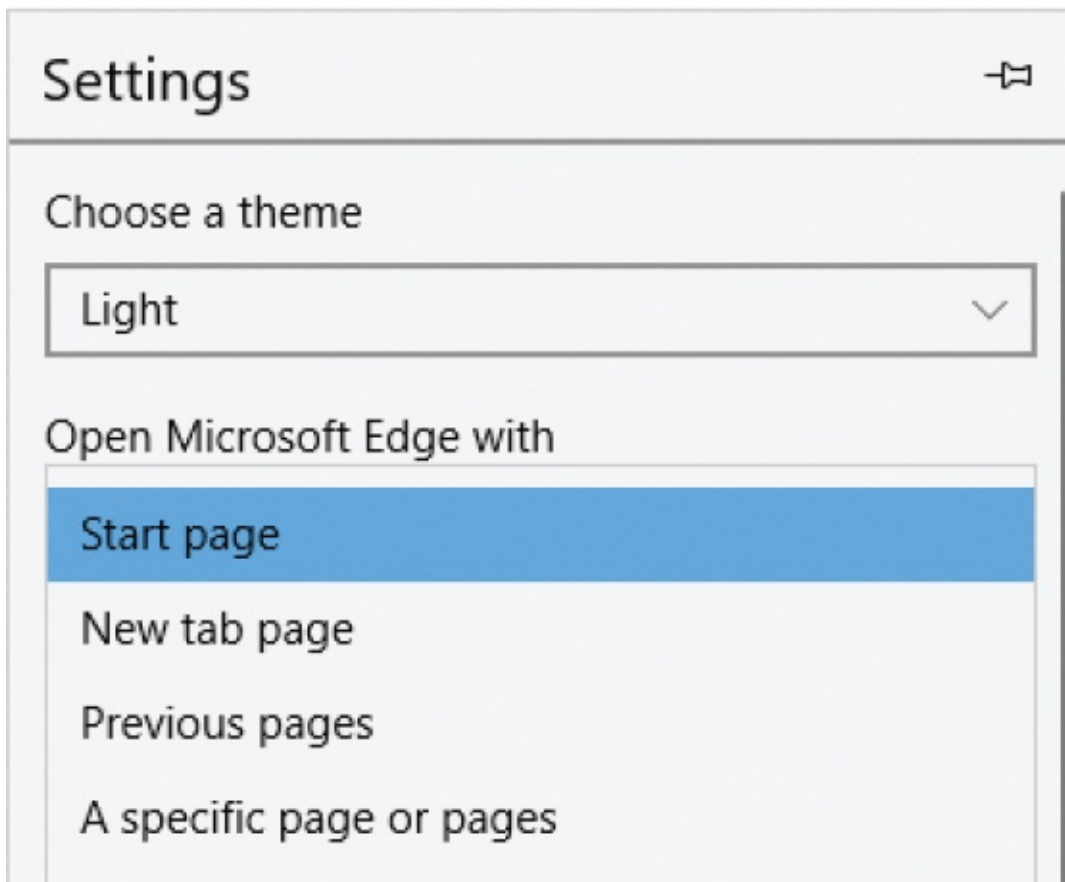 Settings
Choose a theme
Light
Open Microsoft Edge with
Start page
New tab page
Previous pages
A specific page or pages